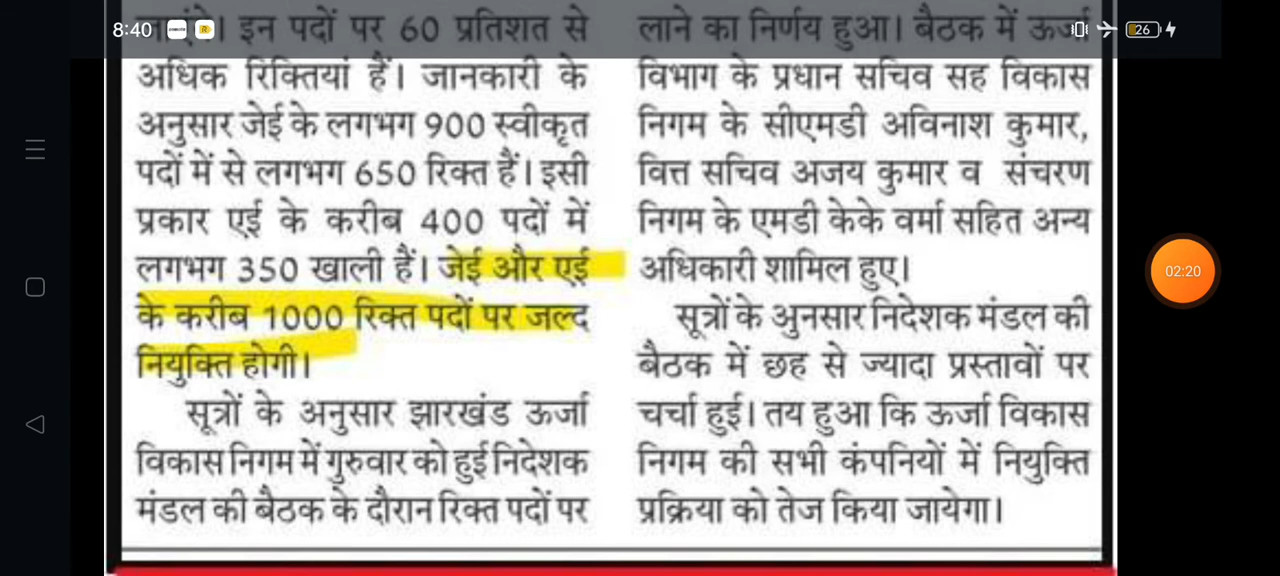 8:40
26
02:20
इन पदों पर 60 प्रतिशत से
अधिक रिक्तियां हैं। जानकारी के
अनुसार जेई के लगभग 900 स्वीकृत
पदों में से लगभग 650 रिक्त हैं। इसी
प्रकार एई के करीब 400 पदों में
लगभग 350 खाली हैं। जेई और एई
के करीब 1000 रिक्त पदों पर जल्द
नियुक्ति होगी।
सूत्रों के अनुसार झारखंड ऊर्जा
विकास निगम में गुरुवार को हुई निदेशक
मंडल की बैठक के दौरान रिक्त पदों पर
लाने का निर्णय हुआ। बैठक में ऊर्जा
विभाग के प्रधान सचिव सह विकास
निगम के सीएमडी अविनाश कुमार,
वित्त सचिव अजय कुमार व संचरण
निगम के एमडी केके वर्मा सहित अन्य
अधिकारी शामिल हुए।
सूत्रों के अुनसार निदेशक मंडल की
बैठक में छह से ज्यादा प्रस्तावों पर
चर्चा हुई। तय हुआ कि ऊर्जा विकास
निगम की सभी कंपनियों में नियुक्ति
प्रक्रिया को तेज किया जायेगा।